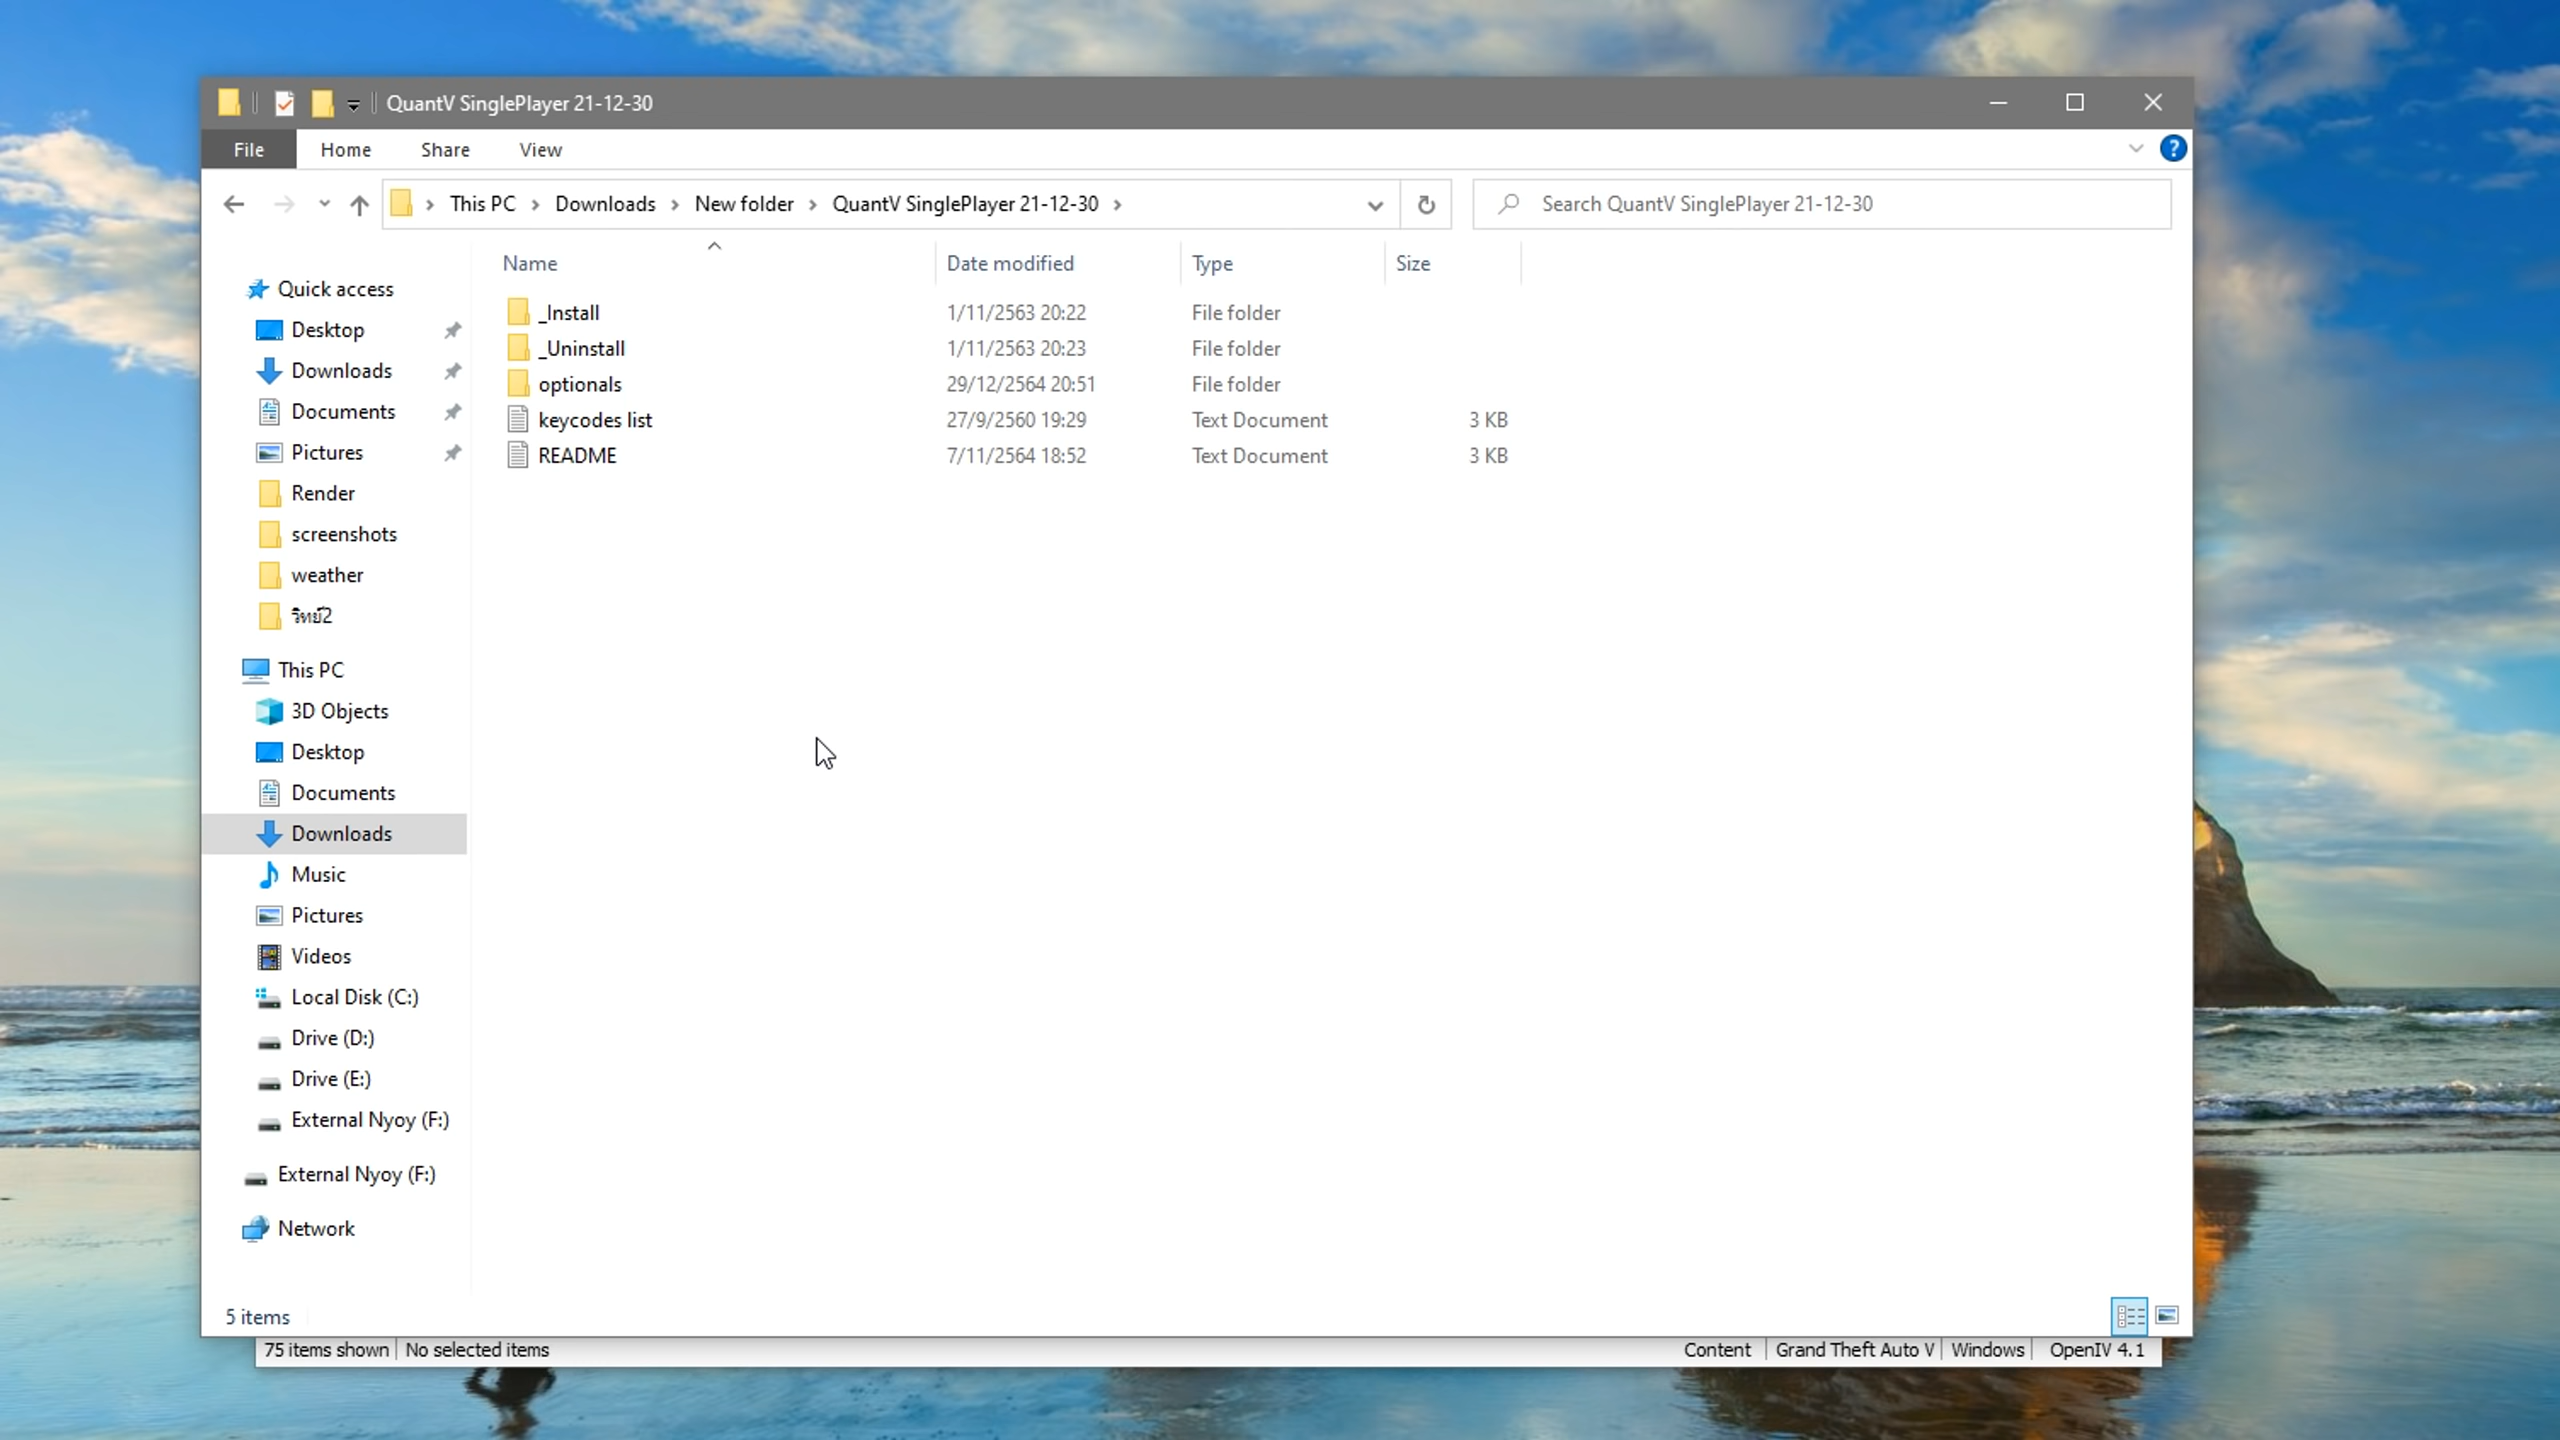 QuantV SinglePlayer 21-12-30
File Home Share View
This PC Downloads New folder QuantV SinglePlayer 21-12-30
Search QuantV SinglePlayer 21-12-30
Name Date modified Type Size
_Install 1/11/2563 20:22 File folder
_Uninstall 1/11/2563 20:23 File folder
optionals 29/12/2564 20:51 File folder
keycodes list 27/9/2560 19:29 Text Document 3 KB
README 7/11/2564 18:52 Text Document 3 KB
Quick access
Desktop
Downloads
Documents
Pictures
Render
screenshots
weather
This PC
3D Objects
Desktop
Documents
Downloads
Music
Pictures
Videos
Local Disk (C:)
Drive (D:)
Drive (E:)
External Nyoy (F:)
External Nyoy (F:)
Network
5 items
75 items shown No selected items Content Grand Theft Auto V Windows OpenIV 4.1